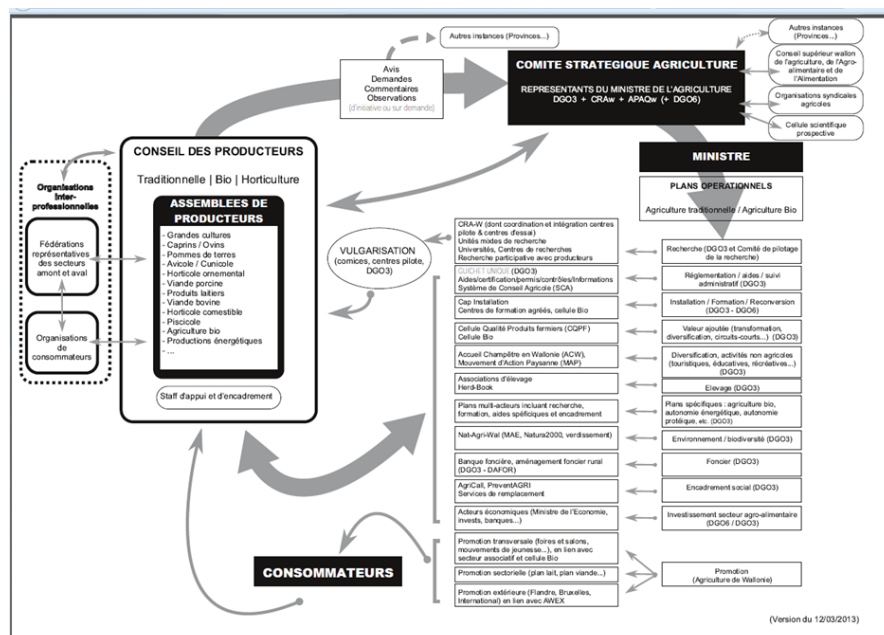 Autres instances (Provinces...)
Avis
Demandes
Commentaires
Observations
(d'initiative ou sur demande)
COMITE STRATEGIQUE AGRICULTURE
REPRESENTANTS DU MINISTRE DE L'AGRICULTURE
DGO3 + CRAw + APAQw (+ DGO6)
Autres instances
(Provinces...)
Conseil supérieur wallon
de l'agriculture, de l'Agro-
alimentaire et de
l'Alimentation
Organisations syndicales
agricoles
Cellule scientifique
prospective
CONSEIL DES PRODUCTEURS
Traditionnelle | Bio | Horticulture
ASSEMBLEES DE
PRODUCTEURS
- Grandes cultures
- Caprins / Ovins
- Pommes de terres
- Avicole / Cunicole
- Horticole ornemental
- Viande porcine
- Produits laitiers
- Viande bovine
- Horticole comestible
- Piscicole
- Agriculture bio
- Productions énergétiques
- ...
Staff d'appui et d'encadrement
Organisations
Inter-
professionnelles
Fédérations
représentatives
des secteurs
amont et aval
Organisations
de
consommateurs
VULGARISATION
(comices, centres pilote,
DGO3)
MINISTRE
PLANS OPERATIONNELS
Agriculture traditionnelle / Agriculture Bio
CRA-W (dont coordination et intégration centres
pilote & centres d'essai)
Unités mixtes de recherche
Universités, Centres de recherches
Recherche participative avec producteurs
Recherche (DGO3 et Comité de pilotage
de la recherche)
GUICHET UNIQUE (DGO3)
Aides/certification/permis/contrôles/Informations
Système de Conseil Agricole (SCA)
Réglementation / aides / suivi
administratif (DGO3)
Cap Installation
Centres de formation agréés, cellule Bio
Installation / Formation / Reconversion
(DGO3 - DGO6)
Cellule Qualité Produits fermiers (CQPF)
Cellule Bio
Valeur ajoutée (transformation,
diversification, circuits-courts...) (DGO3)
Accueil Champêtre en Wallonie (ACW),
Mouvement d'Action Paysanne (MAP)
Diversification, activités non agricoles
(touristiques, éducatives, récréatives...)
(DGO3)
Associations d'élevage
Herd-Book
Elevage (DGO3)
Plans multi-acteurs incluant recherche,
formation, aides spéficiques et encadrement
Plans spécifiques : agriculture bio,
autonomie énergétique, autonomie
protéique, etc. (DGO3)
Nat-Agri-Wal (MAE, Natura2000, verdissement)
Environnement / biodiversité (DGO3)
Banque foncière, aménagement foncier rural
(DGO3 - DAFOR)
Foncier (DGO3)
AgriCall, PreventAGRI
Services de remplacement
Encadrement social (DGO3)
Acteurs économiques (Ministre de l'Economie,
invests, banques...)
Investissement secteur agro-alimentaire
(DGO6 / DGO3)
Promotion transversale (foires et salons,
mouvements de jeunesse...), en lien avec
secteur associatif et cellule Bio
Promotion sectorielle (plan lait, plan viande...)
Promotion extérieure (Flandre, Bruxelles,
International) en lien avec AWEX
Promotion
(Agriculture de Wallonie)
CONSOMMATEURS
(Version du 12/03/2013)